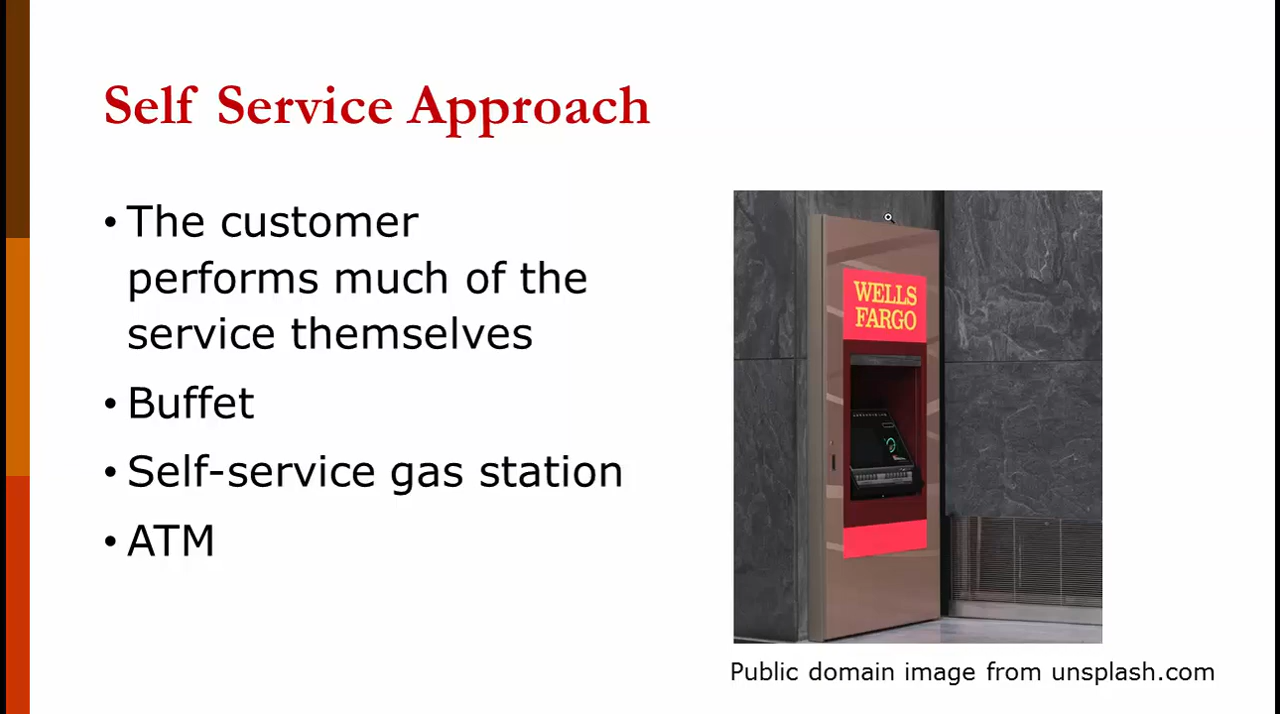 Self Service Approach
• The customer
performs much of the
service themselves
• Buffet
• Self-service gas station
• ATM
WELLS
FARGO
Public domain image from unsplash.com